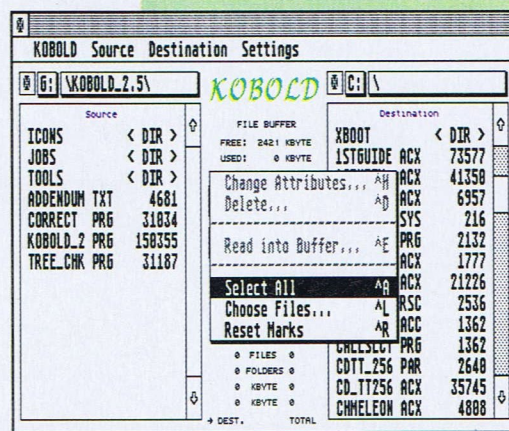 KOBOLD Source Destination Settings
G: \KOBOLD_2.5\
KOBOLD
C: \
Source
ICONS < DIR >
JOBS < DIR >
TOOLS < DIR >
ADDENDUM TXT 4681
CORRECT PRG 31034
KOBOLD_2 PRG 150355
TREE_CHK PRG 31187
FILE BUFFER
FREE: 2421 KBYTE
USED: 0 KBYTE
Change Attributes... ^H
Delete... ^D
Read into Buffer... ^E
Select All ^A
Choose Files... ^L
Reset Marks ^R
0 FILES 0
0 FOLDERS 0
0 KBYTE 0
0 KBYTE 0
→ DEST. TOTAL
Destination
XBOOT < DIR >
1STGUIDE ACX 73577
ACX 41350
ACX 6957
SYS 216
PRG 2132
ACX 1777
ACX 21226
RSC 2536
ACC 1362
CALLSLCT PRG 1362
CDTT_256 PAR 2640
CD_TT256 ACX 35745
CHMELEON ACX 4808